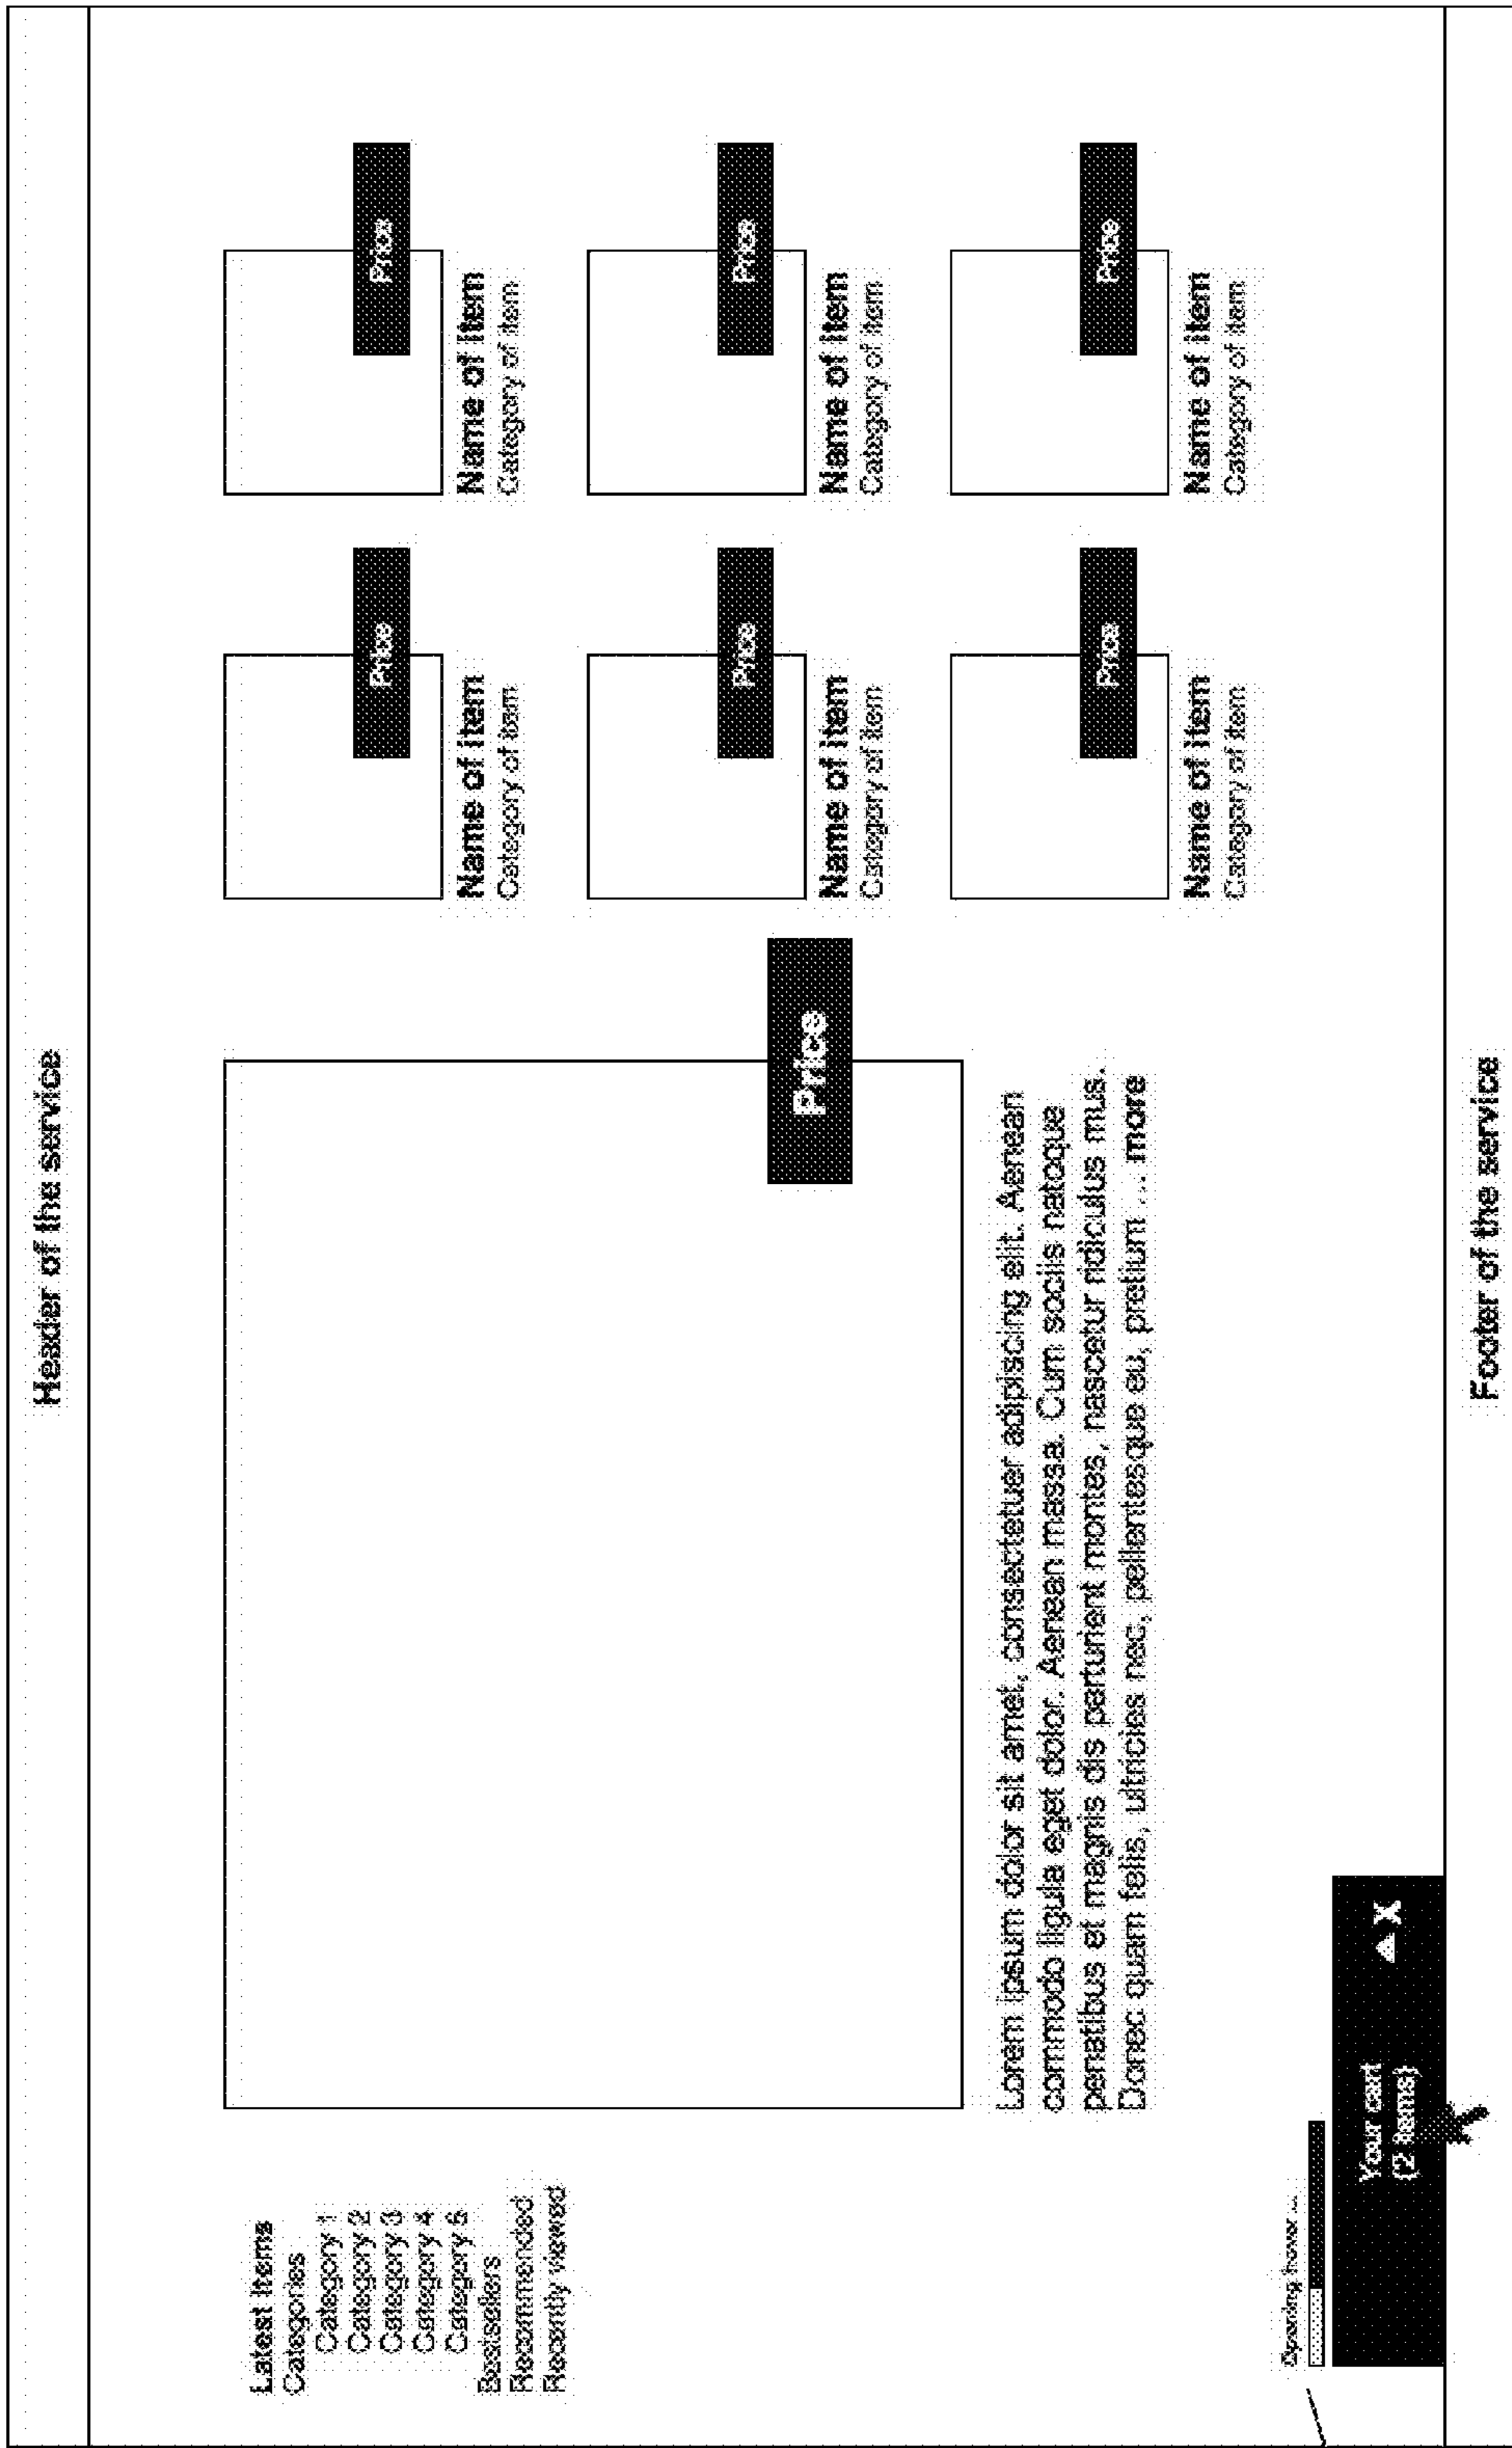 Header of the service
Latest Items
Categories
Category 1
Category 2
Category 3
Category 4
Category 5
Bestsellers
Recommended
Recently viewed
Price
Lorem ipsum dolor sit amet, consectetuer adipiscing elit. Aenean
commodo ligula eget dolor. Aenean massa. Cum sociis natoque
penatibus et magnis dis parturient montes, nascetur ridiculus mus.
Donec quam felis, ultricies nec, pellentesque eu, pretium ... more
Price
Name of item
Category of item
Price
Name of item
Category of item
Price
Name of item
Category of item
Price
Name of item
Category of item
Price
Name of item
Category of item
Price
Name of item
Category of item
Opening hover ...
Your cart
(2 items)
X
Footer of the service